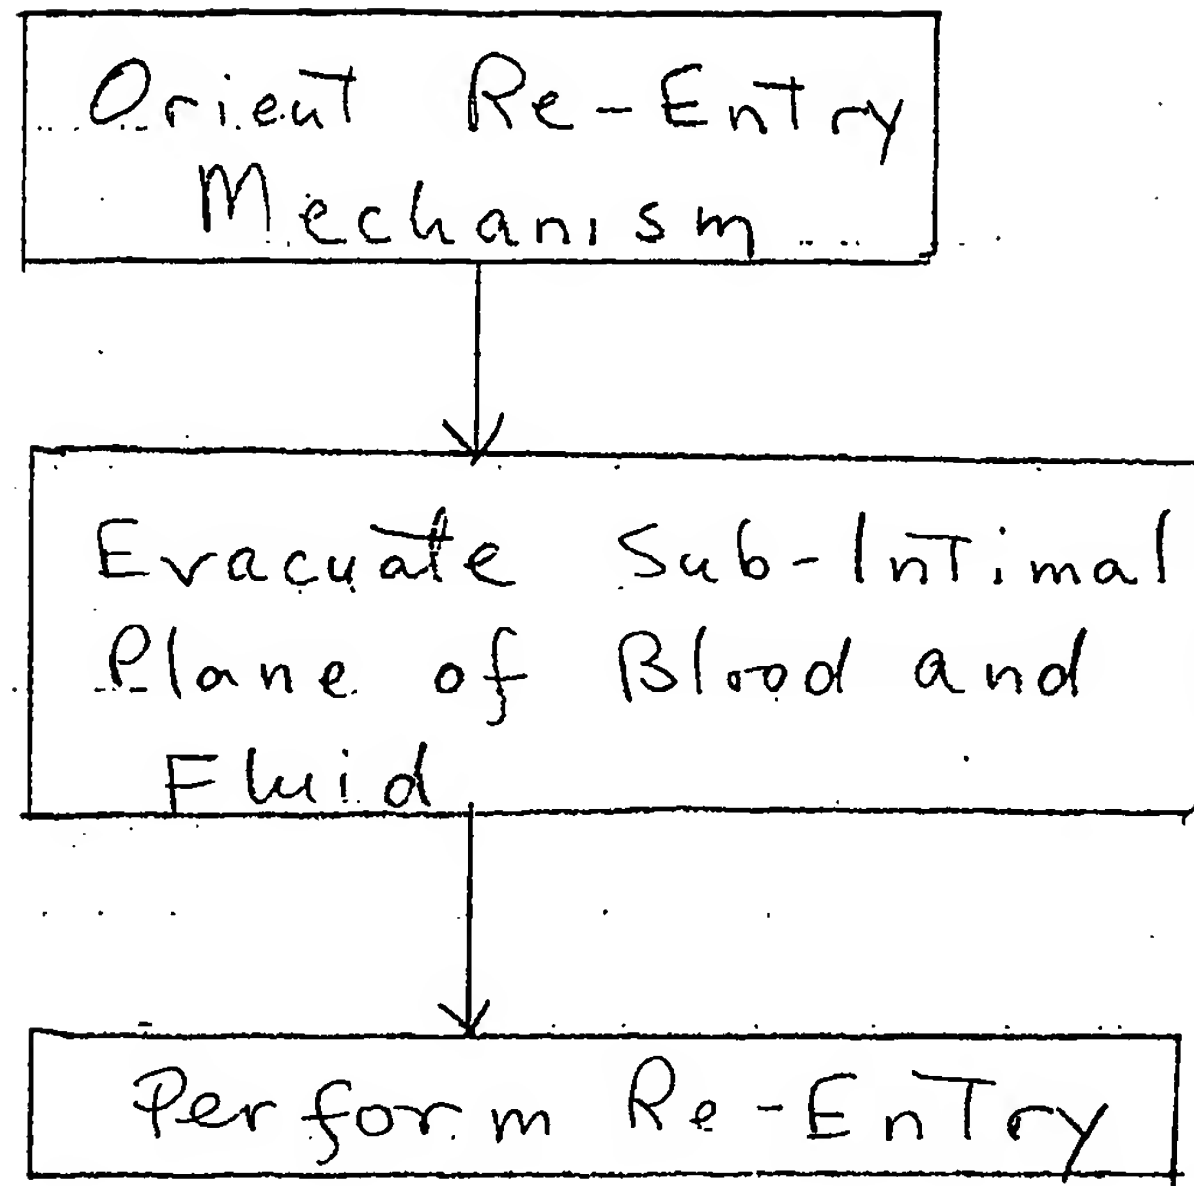 Orient Re-Entry
Mechanism
Evacuate Sub-Intimal
Plane of Blood and
Fluid
Perform Re-Entry